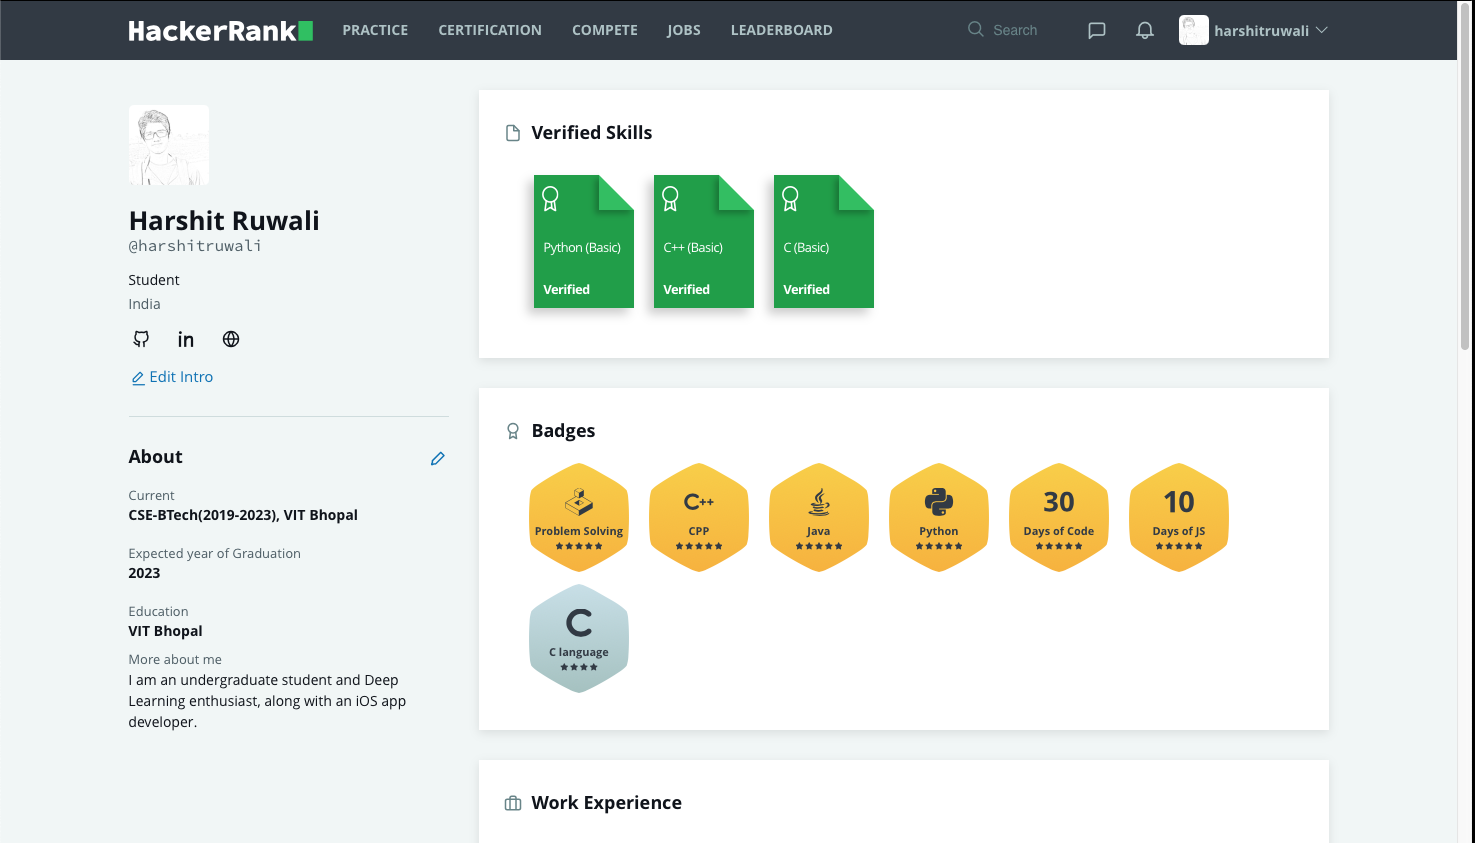 HackerRank PRACTICE CERTIFICATION COMPETE JOBS LEADERBOARD Search harshitruwali
Harshit Ruwali
@harshitruwali
Student
India
in
Edit Intro
About
Current
CSE-BTech(2019-2023), VIT Bhopal
Expected year of Graduation
2023
Education
VIT Bhopal
More about me
I am an undergraduate student and Deep
Learning enthusiast, along with an iOS app
developer.
Verified Skills
Python (Basic)
Verified
C++ (Basic)
Verified
C (Basic)
Verified
Badges
Problem Solving
C++
CPP
Java
Python
30
Days of Code
10
Days of JS
C
C language
Work Experience